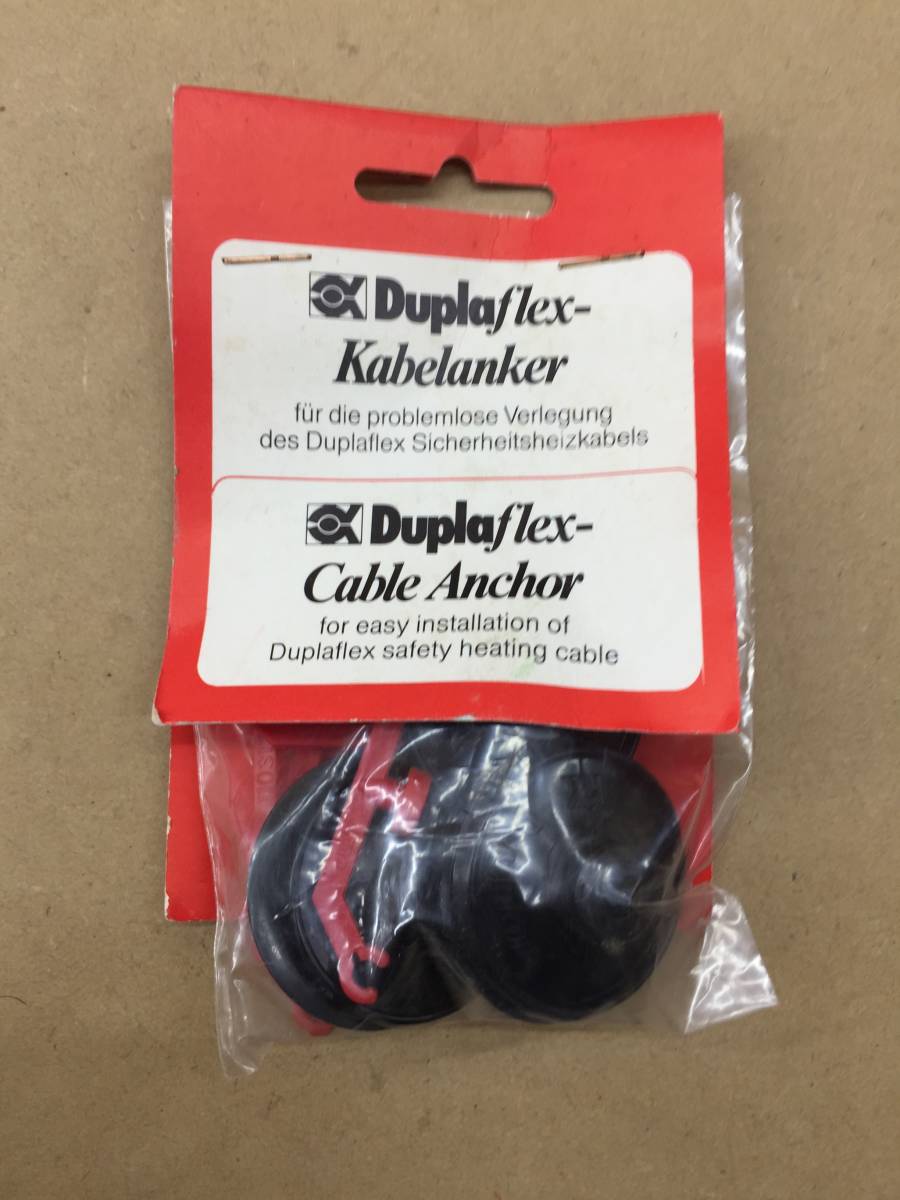 Duplaflex-
Kabelanker
für die problemlose Verlegung
des Duplaflex Sicherheitsheizkabels
Duplaflex-
Cable Anchor
for easy installation of
Duplaflex safety heating cable